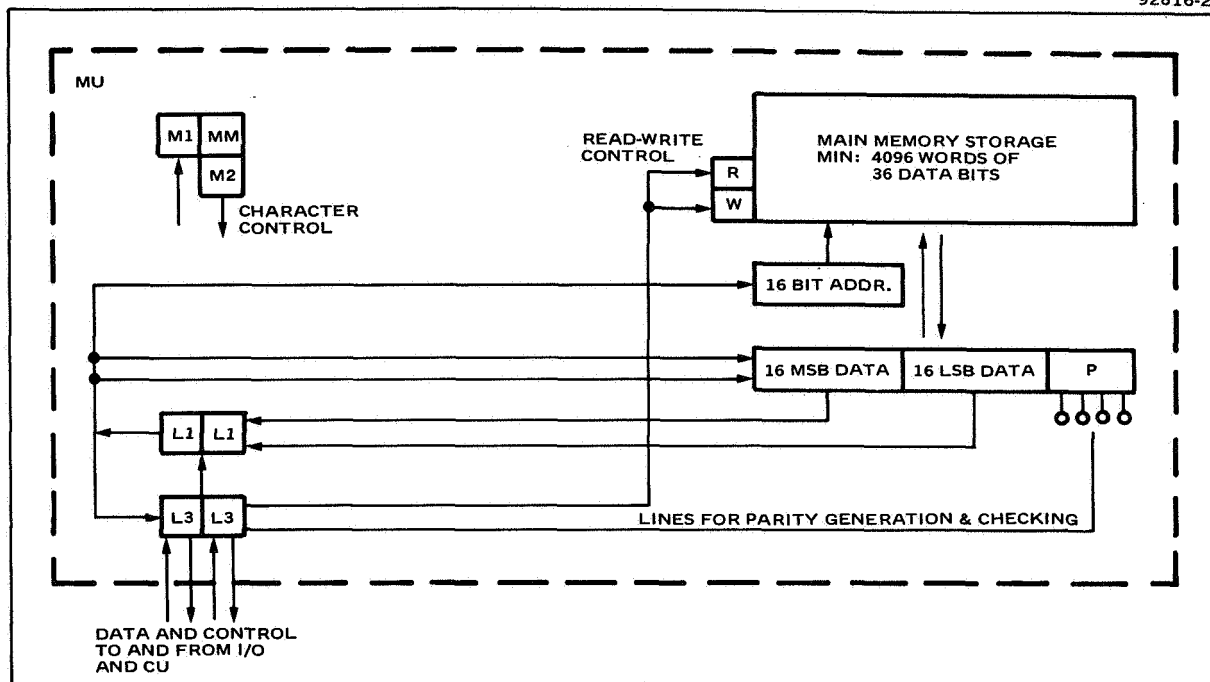 MU
M1 MM
M2
CHARACTER
CONTROL
READ-WRITE
CONTROL
R
W
MAIN MEMORY STORAGE
MIN: 4096 WORDS OF
36 DATA BITS
16 BIT ADDR.
16 MSB DATA 16 LSB DATA P
L1 L1
L3 L3
LINES FOR PARITY GENERATION & CHECKING
DATA AND CONTROL
TO AND FROM I/O
AND CU